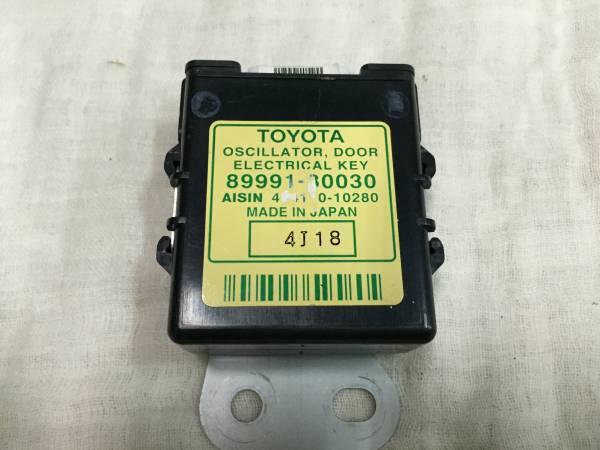 TOYOTA
OSCILLATOR, DOOR
ELECTRICAL KEY
AISIN
MADE IN JAPAN
4J18